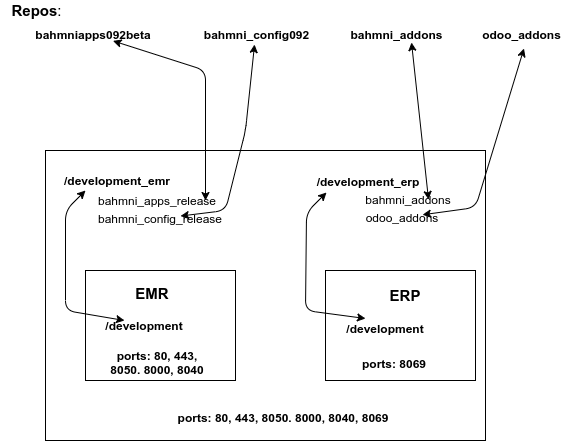 Repos:
bahmniapps092beta bahmni_config092 bahmni_addons odoo_addons
/development_emr /development_erp
bahmni_apps_release bahmni_addons
bahmni_config_release odoo_addons
EMR ERP
/development /development
ports: 80, 443,
8050. 8000, 8040
ports: 8069
ports: 80, 443, 8050. 8000, 8040, 8069